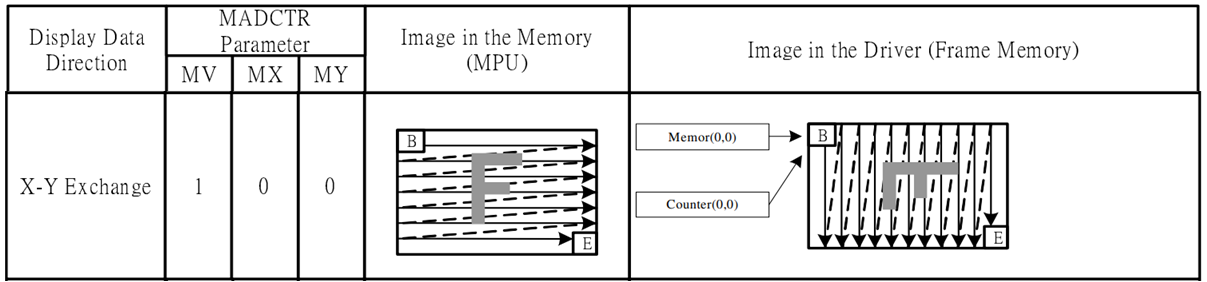 Display Data
Direction
MADCTR
Parameter
MV
MX
MY
Image in the Memory
(MPU)
Image in the Driver (Frame Memory)
X-Y Exchange
1
0
0
B
E
Memor(0,0)
Counter(0,0)
B
E